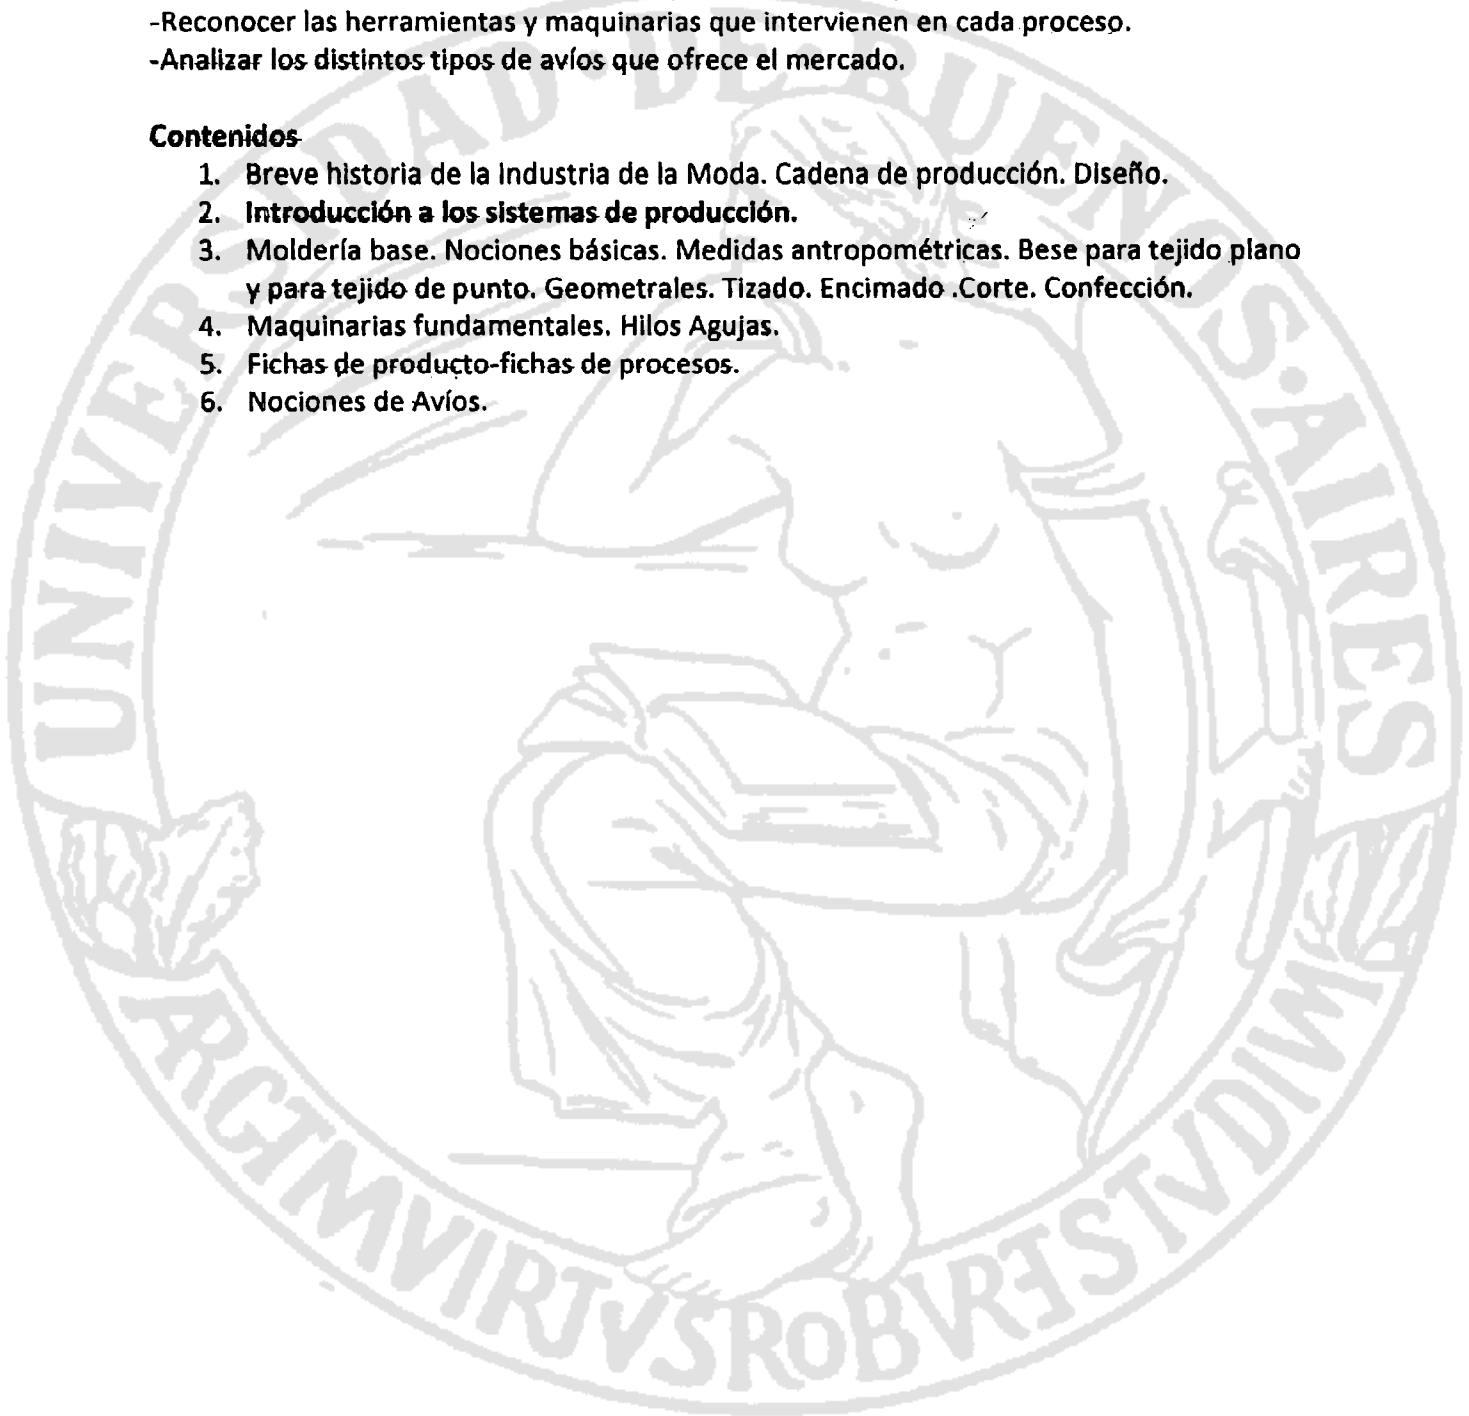 -Reconocer las herramientas y maquinarias que intervienen en cada proceso.
-Analizar los distintos tipos de avíos que ofrece el mercado.
Contenidos
1. Breve historia de la Industria de la Moda. Cadena de producción. Diseño.
2. Introducción a los sistemas de producción.
3. Moldería base. Nociones básicas. Medidas antropométricas. Bese para tejido plano
y para tejido de punto. Geometrales. Tizado. Encimado .Corte. Confección.
4. Maquinarias fundamentales. Hilos Agujas.
5. Fichas de producto-fichas de procesos.
6. Nociones de Avíos.
UNIVERSIDAD·DE·BUENOS·AIRES
ARGTMVIRTVSROBVRETSTVDIVM